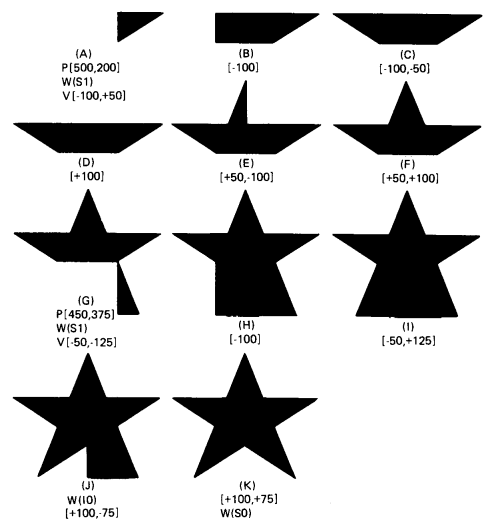 (A)
P[500,200]
W(S1)
V[-100,+50]
(B)
[-100]
(C)
[-100,-50]
(D)
[+100]
(E)
[+50,-100]
(F)
[+50,+100]
(G)
P[450,375]
W(S1)
V[-50,-125]
(H)
[-100]
(I)
[-50,+125]
(J)
W(I0)
[+100,-75]
(K)
[+100,+75]
W(S0)